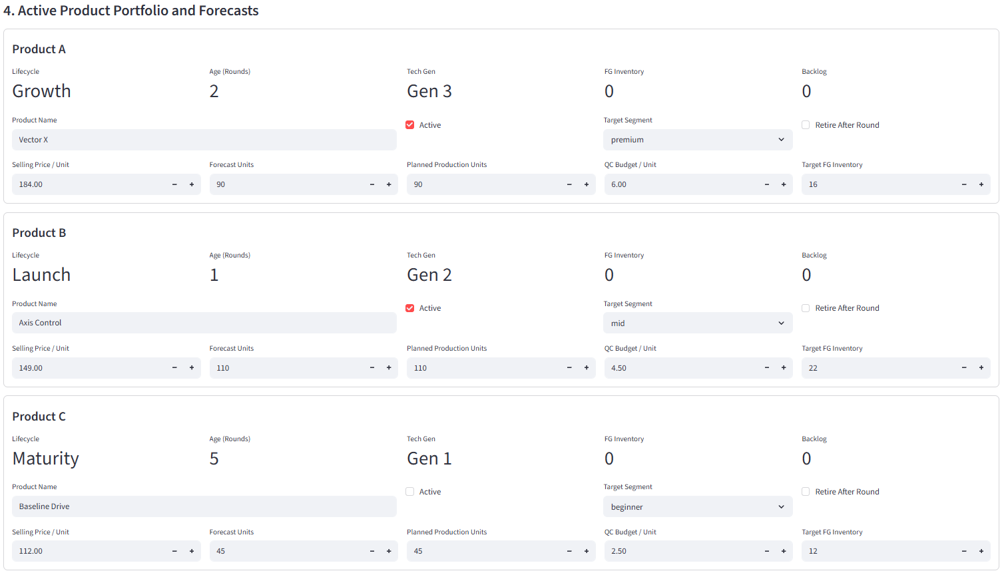 4. Active Product Portfolio and Forecasts
Product A
Lifecycle Age (Rounds) Tech Gen FG Inventory Backlog
Growth 2 Gen 3 0 0
Product Name Active Target Segment Retire After Round
Vector X premium
Selling Price / Unit Forecast Units Planned Production Units QC Budget / Unit Target FG Inventory
184.00 − + 90 − + 90 − + 6.00 − + 16 − +
Product B
Lifecycle Age (Rounds) Tech Gen FG Inventory Backlog
Launch 1 Gen 2 0 0
Product Name Active Target Segment Retire After Round
Axis Control mid
Selling Price / Unit Forecast Units Planned Production Units QC Budget / Unit Target FG Inventory
149.00 − + 110 − + 110 − + 4.50 − + 22 − +
Product C
Lifecycle Age (Rounds) Tech Gen FG Inventory Backlog
Maturity 5 Gen 1 0 0
Product Name Active Target Segment Retire After Round
Baseline Drive beginner
Selling Price / Unit Forecast Units Planned Production Units QC Budget / Unit Target FG Inventory
112.00 − + 45 − + 45 − + 2.50 − + 12 − +